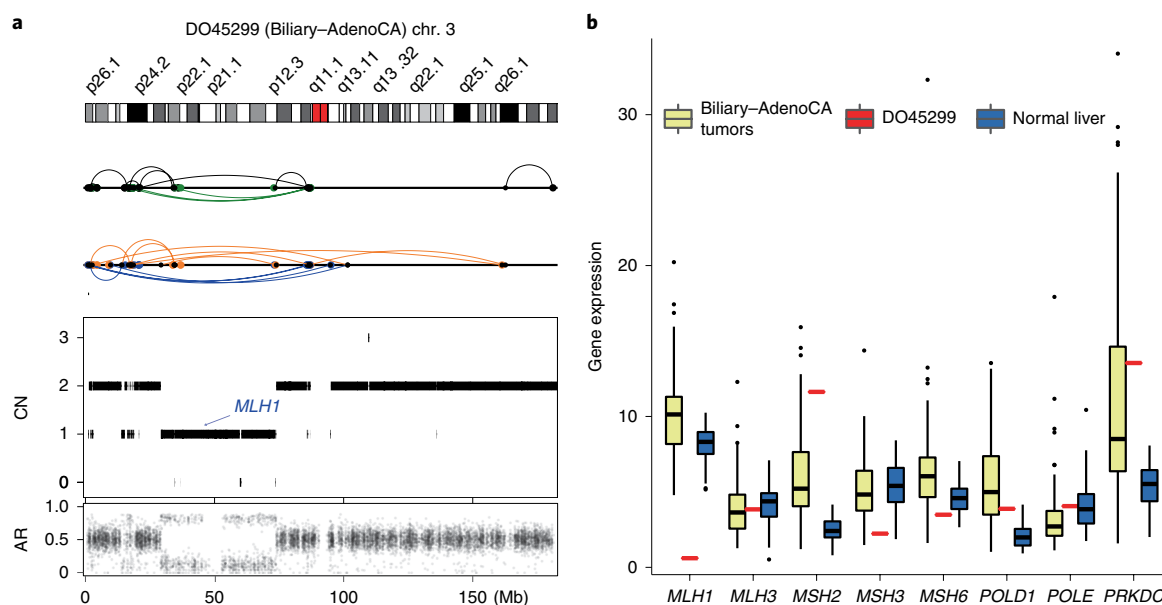 a
DO45299 (Biliary–AdenoCA) chr. 3
p26.1 p24.2 p22.1 p21.1 p12.3 q11.1 q13.11 q13.32 q22.1 q25.1 q26.1
CN
3
2
1
0
MLH1
AR
1.0
0.5
0
0 50 100 150 (Mb)
b
Gene expression
30
20
10
0
Biliary–AdenoCA
tumors
DO45299
Normal liver
MLH1 MLH3 MSH2 MSH3 MSH6 POLD1 POLE PRKDC